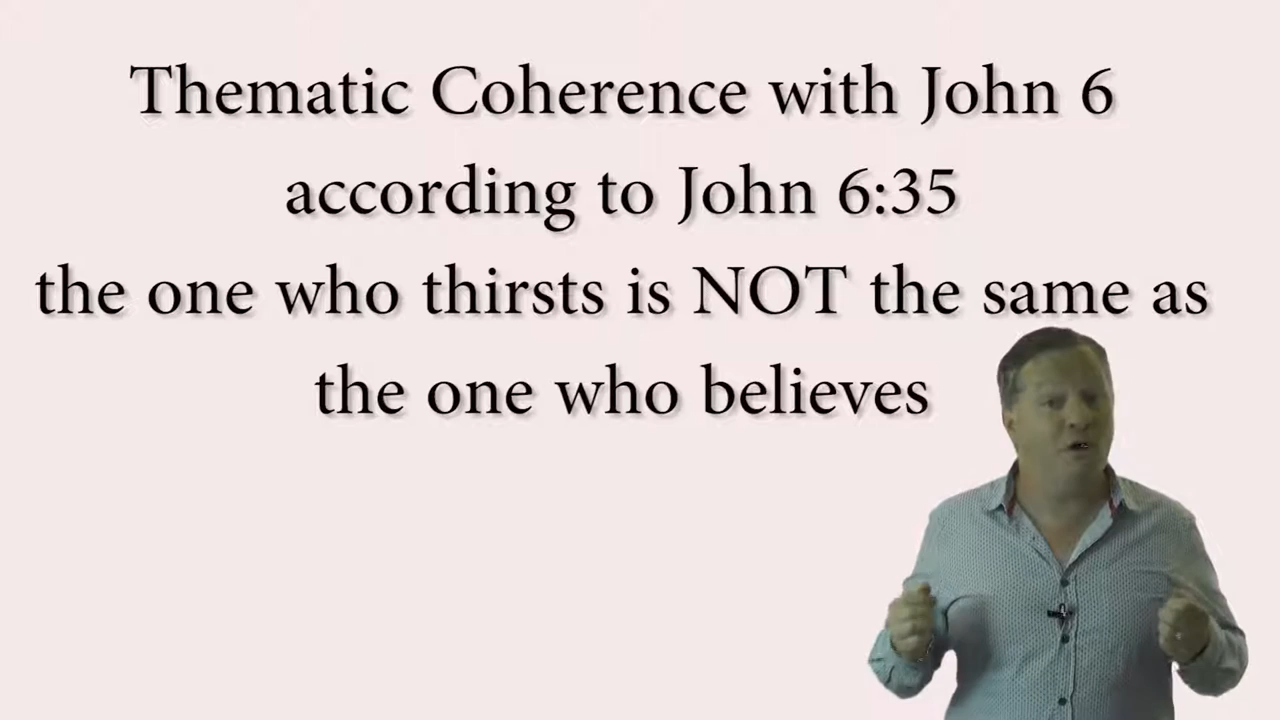 Thematic Coherence with John 6
according to John 6:35
the one who thirsts is NOT the same as
the one who believes